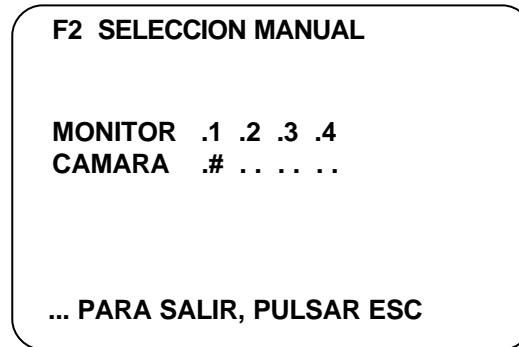 F2 SELECCION MANUAL
MONITOR .1 .2 .3 .4
CAMARA .# . . . . . .
... PARA SALIR, PULSAR ESC